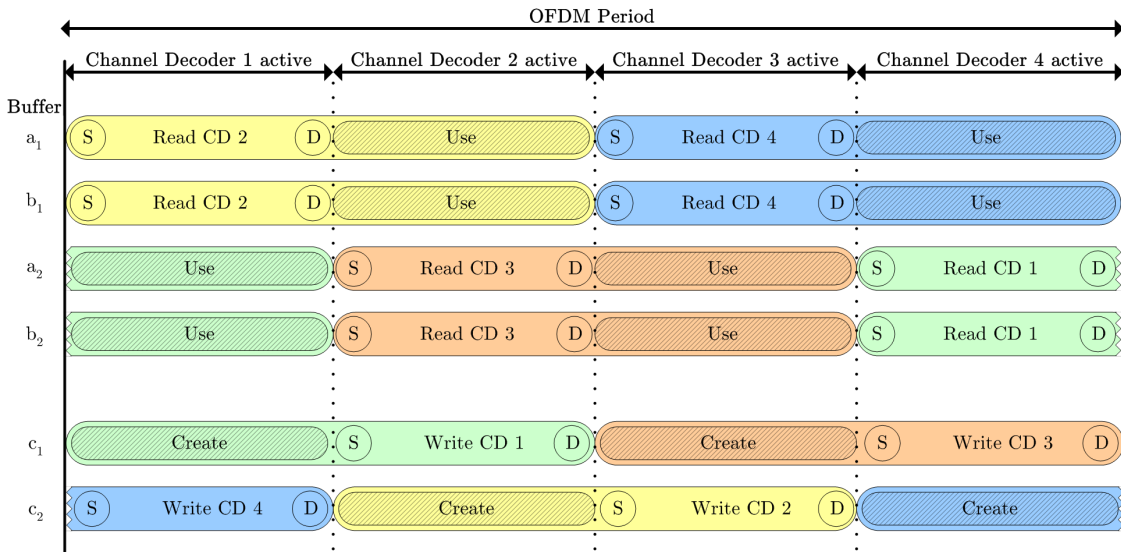 OFDM Period
Channel Decoder 1 active Channel Decoder 2 active Channel Decoder 3 active Channel Decoder 4 active
Buffer
a₁ S Read CD 2 D Use S Read CD 4 D Use
b₁ S Read CD 2 D Use S Read CD 4 D Use
a₂ Use S Read CD 3 D Use S Read CD 1 D
b₂ Use S Read CD 3 D Use S Read CD 1 D
c₁ Create S Write CD 1 D Create S Write CD 3 D
c₂ S Write CD 4 D Create S Write CD 2 D Create